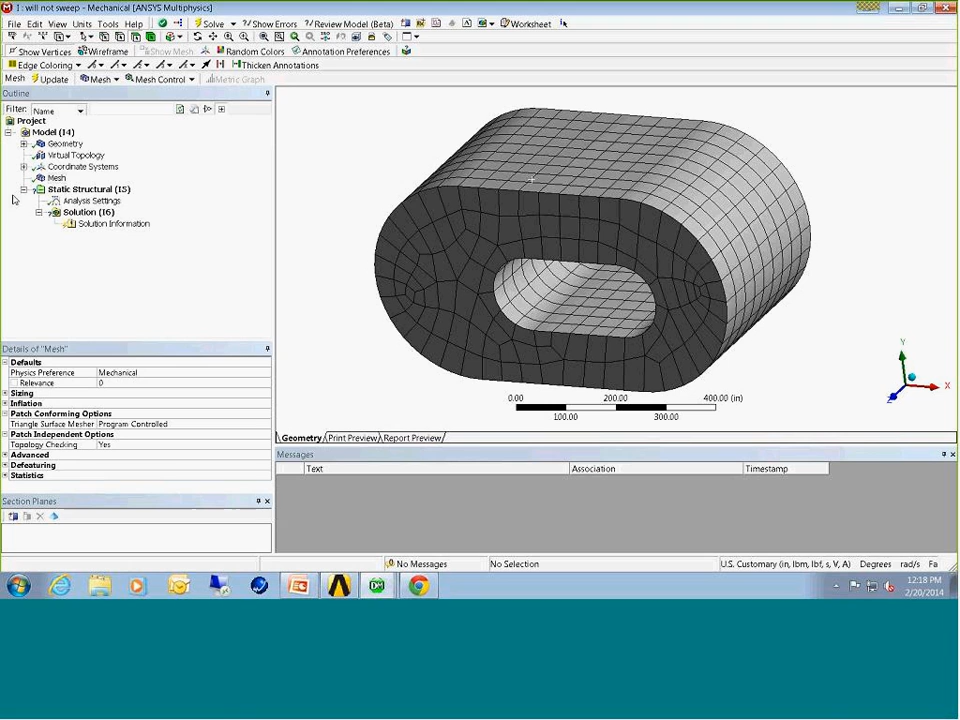 I : will not sweep - Mechanical [ANSYS Multiphysics]
File Edit View Units Tools Help Solve ?/Show Errors ?/Review Model (Beta) A Worksheet
Show Vertices Wireframe Show Mesh Random Colors Annotation Preferences
Edge Coloring Thicken Annotations
Mesh Update Mesh Mesh Control Metric Graph
Outline
Filter: Name
Project
Model (I4)
Geometry
Virtual Topology
Coordinate Systems
Mesh
Static Structural (I5)
Analysis Settings
Solution (I6)
Solution Information
Details of "Mesh"
Defaults
Physics Preference Mechanical
Relevance 0
Sizing
Inflation
Patch Conforming Options
Triangle Surface Mesher Program Controlled
Patch Independent Options
Topology Checking Yes
Advanced
Defeaturing
Statistics
Section Planes
0.00 200.00 400.00 (in)
100.00 300.00
Y
X
Z
Geometry Print Preview Report Preview
Messages
Text Association Timestamp
No Messages No Selection U.S. Customary (in, lbm, lbf, s, V, A) Degrees rad/s Fa
DM
12:18 PM
2/20/2014